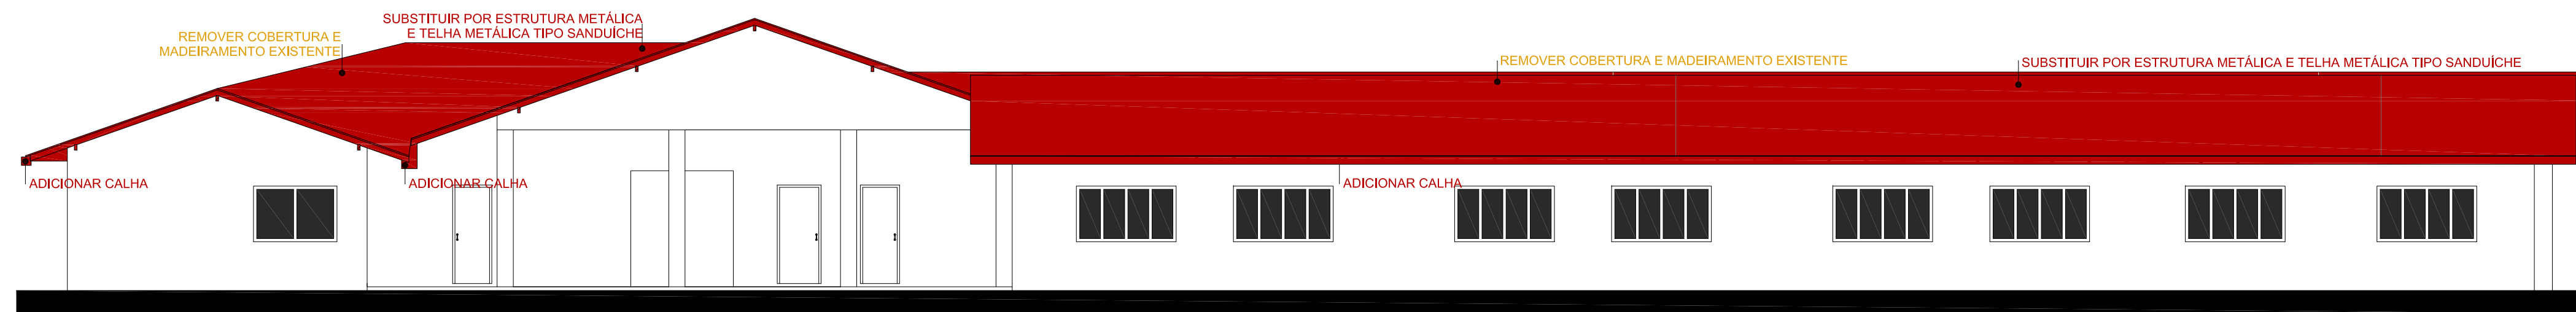 SUBSTITUIR POR ESTRUTURA METÁLICA
E TELHA METÁLICA TIPO SANDUÍCHE
REMOVER COBERTURA E
MADEIRAMENTO EXISTENTE
REMOVER COBERTURA E MADEIRAMENTO EXISTENTE
SUBSTITUIR POR ESTRUTURA METÁLICA E TELHA METÁLICA TIPO SANDUÍCHE
ADICIONAR CALHA
ADICIONAR CALHA
ADICIONAR CALHA